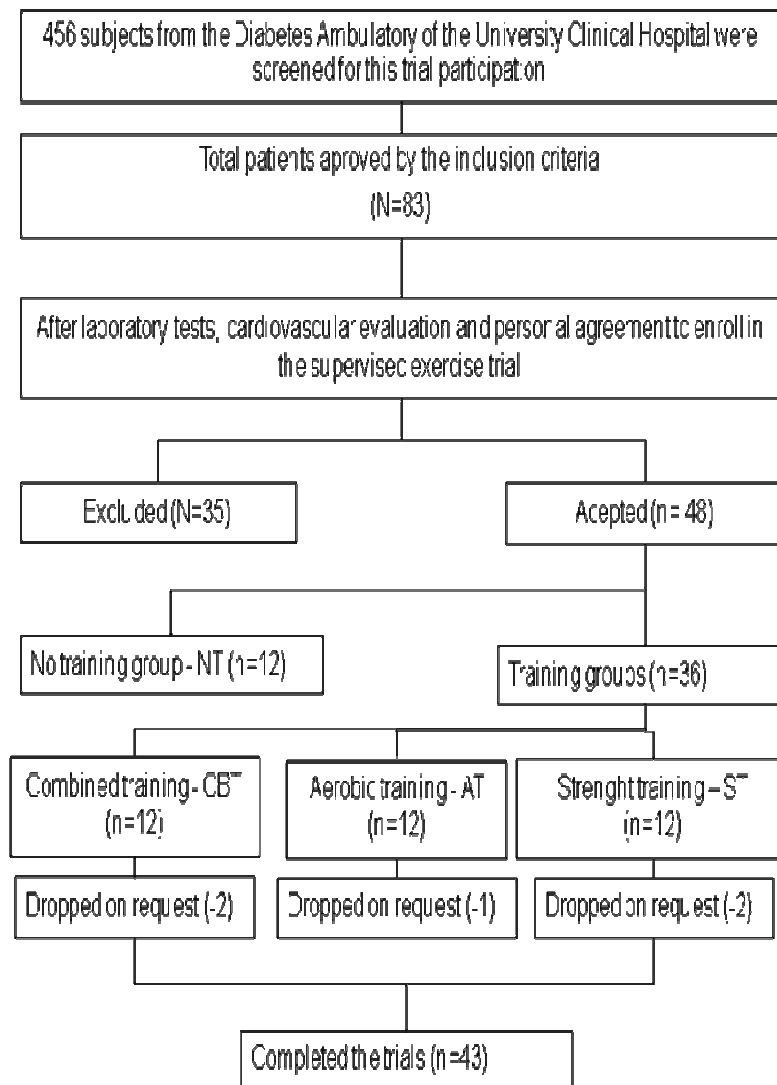 456 subjects from the Diabetes Ambulatory of the University Clinical Hospital were
screened for this trial participation
Total patients aproved by the inclusion criteria
(N=83)
After laboratory tests, cardiovascular evaluation and personal agreement to enroll in
the supervised exercise trial
Excluded (N=35)
Acepted (n = 48)
No training group - NT (n=12)
Training groups (n=36)
Combined training - CBT
(n=12)
Aerobic training - AT
(n=12)
Strenght training – ST
(n=12)
Dropped on request (-2)
Dropped on request (-1)
Dropped on request (-2)
Completed the trials (n=43)